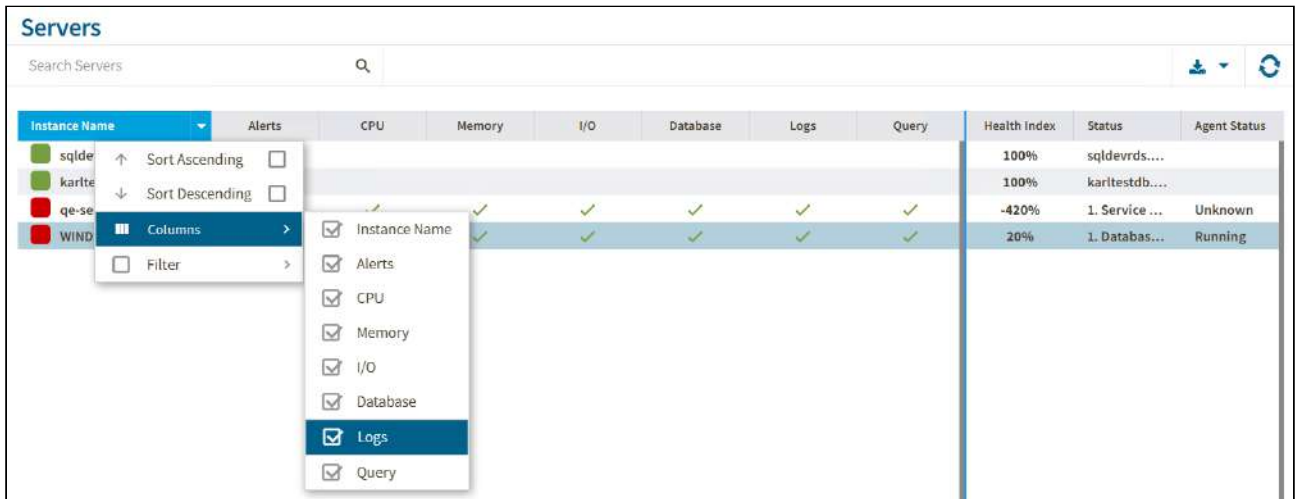 Servers
Search Servers
Instance Name Alerts CPU Memory I/O Database Logs Query Health Index Status Agent Status
sqlde 100% sqldevrds....
Sort Ascending
karlte 100% karltestdb....
Sort Descending
qe-se -420% 1. Service ... Unknown
Columns Instance Name
WIND 20% 1. Databas... Running
Filter Alerts
CPU
Memory
I/O
Database
Logs
Query